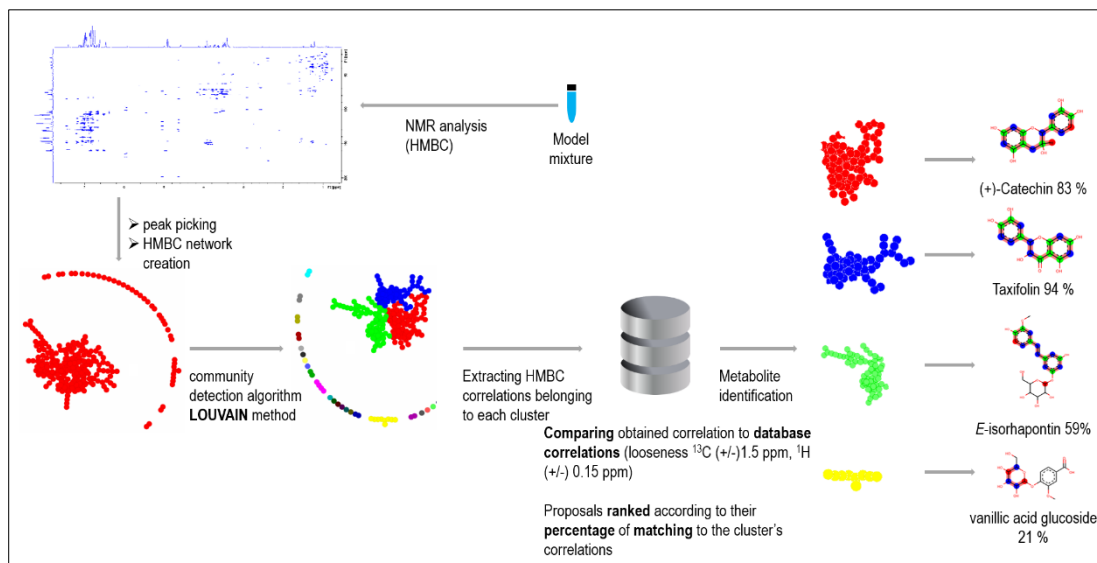 NMR analysis
(HMBC)
Model
mixture
➢ peak picking
➢ HMBC network
creation
community
detection algorithm
LOUVAIN method
Extracting HMBC
correlations belonging
to each cluster
Comparing obtained correlation to database
correlations (looseness ¹³C (+/-)1.5 ppm, ¹H
(+/-) 0.15 ppm)
Proposals ranked according to their
percentage of matching to the cluster's
correlations
Metabolite
identification
(+)-Catechin 83 %
Taxifolin 94 %
E-isorhapontin 59%
vanillic acid glucoside
21 %